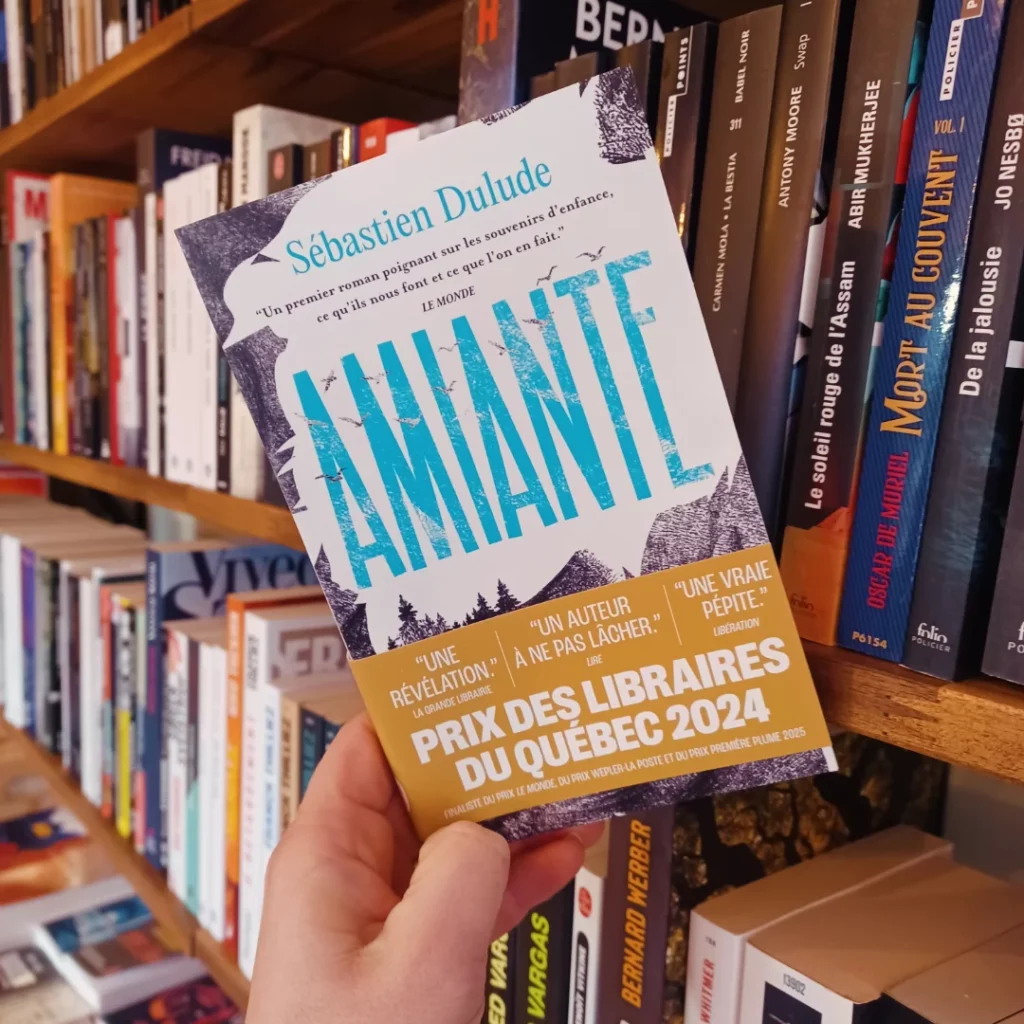 Sébastien Dulude
“Un premier roman poignant sur les souvenirs d’enfance,
ce qu’ils nous font et ce que l’on en fait.”
LE MONDE
AMIANTE
“UNE
RÉVÉLATION.”
LA GRANDE LIBRAIRIE
“UN AUTEUR
À NE PAS LÂCHER.”
LIRE
“UNE VRAIE
PÉPITE.”
LIBÉRATION
PRIX DES LIBRAIRES
DU QUÉBEC 2024
FINALISTE DU PRIX LE MONDE, DU PRIX WEPLER-LA POSTE ET DU PRIX PREMIÈRE PLUME 2025
POINTS
POLICIER
CARMEN MOLA • LA BESTIA
BABEL NOIR
ANTONY MOORE
Swap
Le soleil rouge de l’Assam
ABIR MUKHERJEE
folio
POLICIER
VOL. I
MORT AU COUVENT
OSCAR DE MURIEL
P6154
JO NESBØ
De la jalousie
folio
POLICIER
BERNARD WERBER
VARGAS
WHITMER
13902